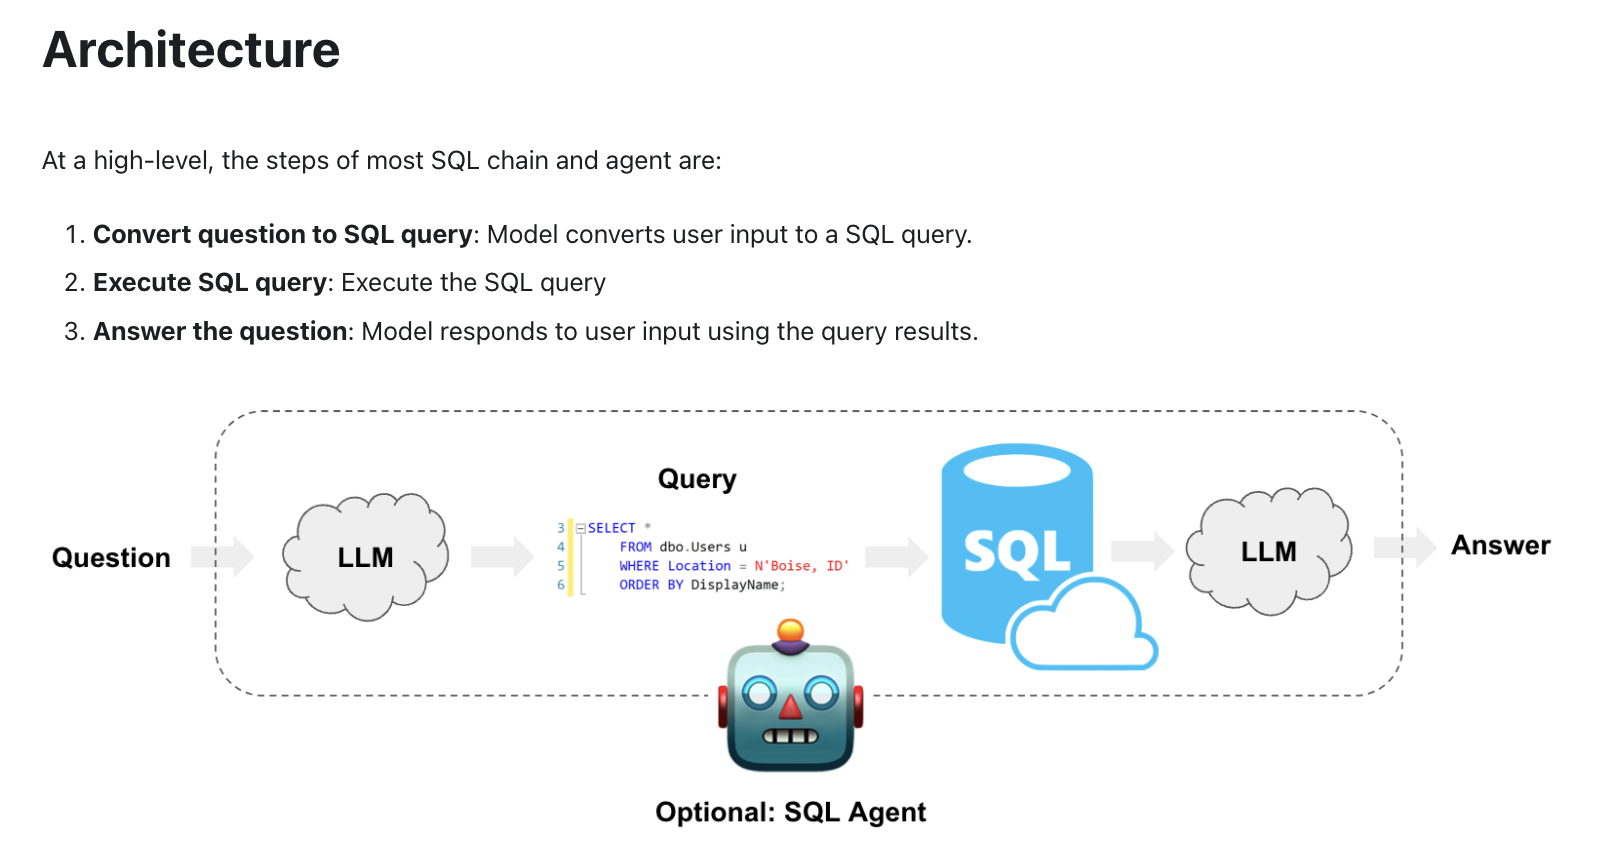 Architecture
At a high-level, the steps of most SQL chain and agent are:
1. Convert question to SQL query: Model converts user input to a SQL query.
2. Execute SQL query: Execute the SQL query
3. Answer the question: Model responds to user input using the query results.
Question
LLM
Query
3 SELECT *
4 FROM dbo.Users u
5 WHERE Location = N'Boise, ID'
6 ORDER BY DisplayName;
SQL
LLM
Answer
Optional: SQL Agent